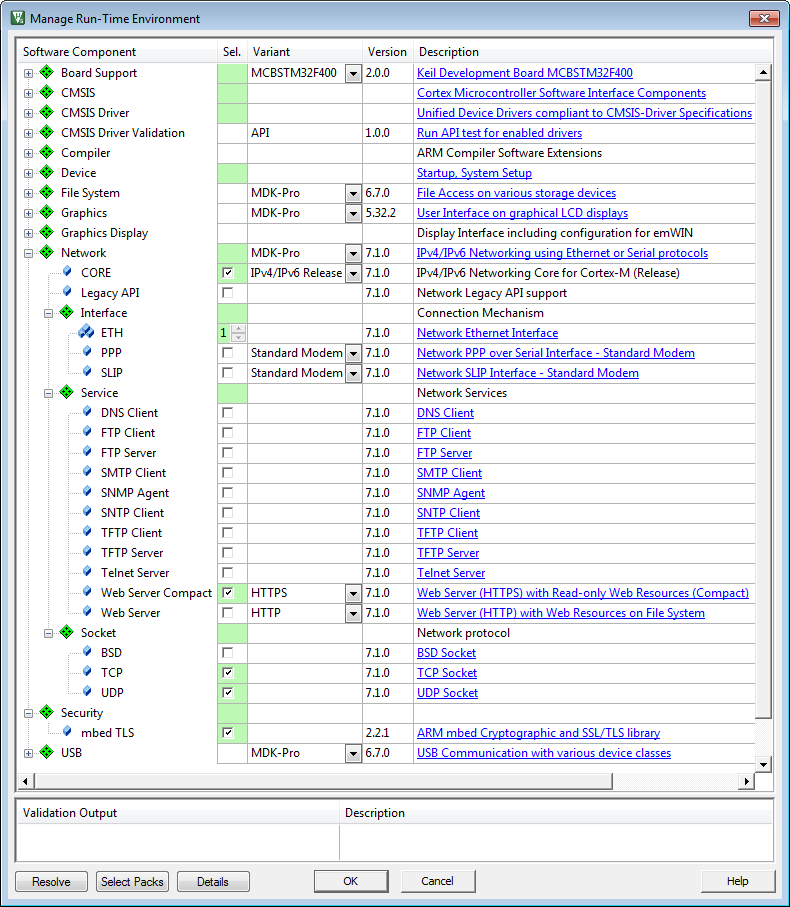 Manage Run-Time Environment
Software Component Sel. Variant Version Description
Board Support MCBSTM32F400 2.0.0 Keil Development Board MCBSTM32F400
CMSIS Cortex Microcontroller Software Interface Components
CMSIS Driver Unified Device Drivers compliant to CMSIS-Driver Specifications
CMSIS Driver Validation API 1.0.0 Run API test for enabled drivers
Compiler ARM Compiler Software Extensions
Device Startup, System Setup
File System MDK-Pro 6.7.0 File Access on various storage devices
Graphics MDK-Pro 5.32.2 User Interface on graphical LCD displays
Graphics Display Display Interface including configuration for emWIN
Network MDK-Pro 7.1.0 IPv4/IPv6 Networking using Ethernet or Serial protocols
CORE IPv4/IPv6 Release 7.1.0 IPv4/IPv6 Networking Core for Cortex-M (Release)
Legacy API 7.1.0 Network Legacy API support
Interface Connection Mechanism
ETH 1 7.1.0 Network Ethernet Interface
PPP Standard Modem 7.1.0 Network PPP over Serial Interface - Standard Modem
SLIP Standard Modem 7.1.0 Network SLIP Interface - Standard Modem
Service Network Services
DNS Client 7.1.0 DNS Client
FTP Client 7.1.0 FTP Client
FTP Server 7.1.0 FTP Server
SMTP Client 7.1.0 SMTP Client
SNMP Agent 7.1.0 SNMP Agent
SNTP Client 7.1.0 SNTP Client
TFTP Client 7.1.0 TFTP Client
TFTP Server 7.1.0 TFTP Server
Telnet Server 7.1.0 Telnet Server
Web Server Compact HTTPS 7.1.0 Web Server (HTTPS) with Read-only Web Resources (Compact)
Web Server HTTP 7.1.0 Web Server (HTTP) with Web Resources on File System
Socket Network protocol
BSD 7.1.0 BSD Socket
TCP 7.1.0 TCP Socket
UDP 7.1.0 UDP Socket
Security
mbed TLS 2.2.1 ARM mbed Cryptographic and SSL/TLS library
USB MDK-Pro 6.7.0 USB Communication with various device classes
Validation Output Description
Resolve Select Packs Details OK Cancel Help